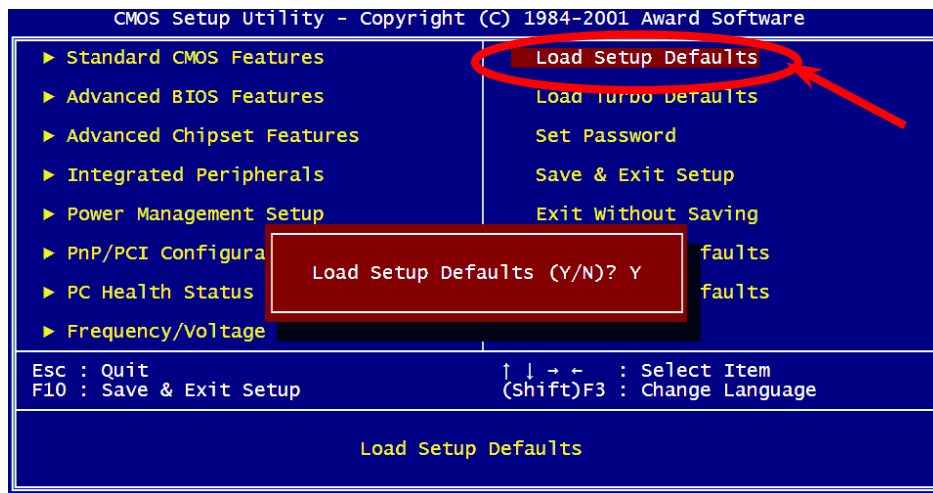 CMOS Setup Utility - Copyright (C) 1984-2001 Award Software
► Standard CMOS Features
► Advanced BIOS Features
► Advanced Chipset Features
► Integrated Peripherals
► Power Management Setup
► PnP/PCI Configura
► PC Health Status
► Frequency/Voltage
Load Setup Defaults
Load Turbo Defaults
Set Password
Save & Exit Setup
Exit Without Saving
faults
faults
Load Setup Defaults (Y/N)? Y
Esc : Quit
F10 : Save & Exit Setup
↑ ↓ → ← : Select Item
(Shift)F3 : Change Language
Load Setup Defaults